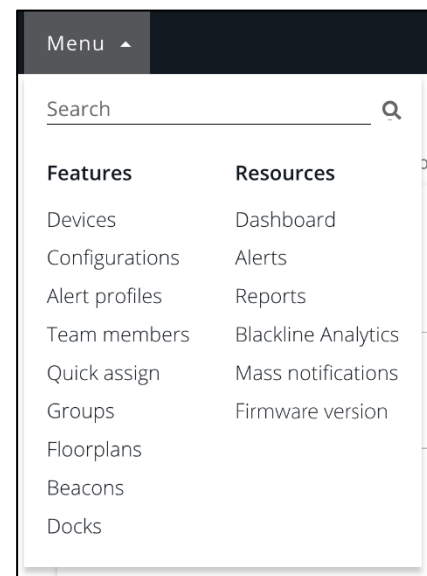 Menu
Search
Features
Devices
Configurations
Alert profiles
Team members
Quick assign
Groups
Floorplans
Beacons
Docks
Resources
Dashboard
Alerts
Reports
Blackline Analytics
Mass notifications
Firmware version